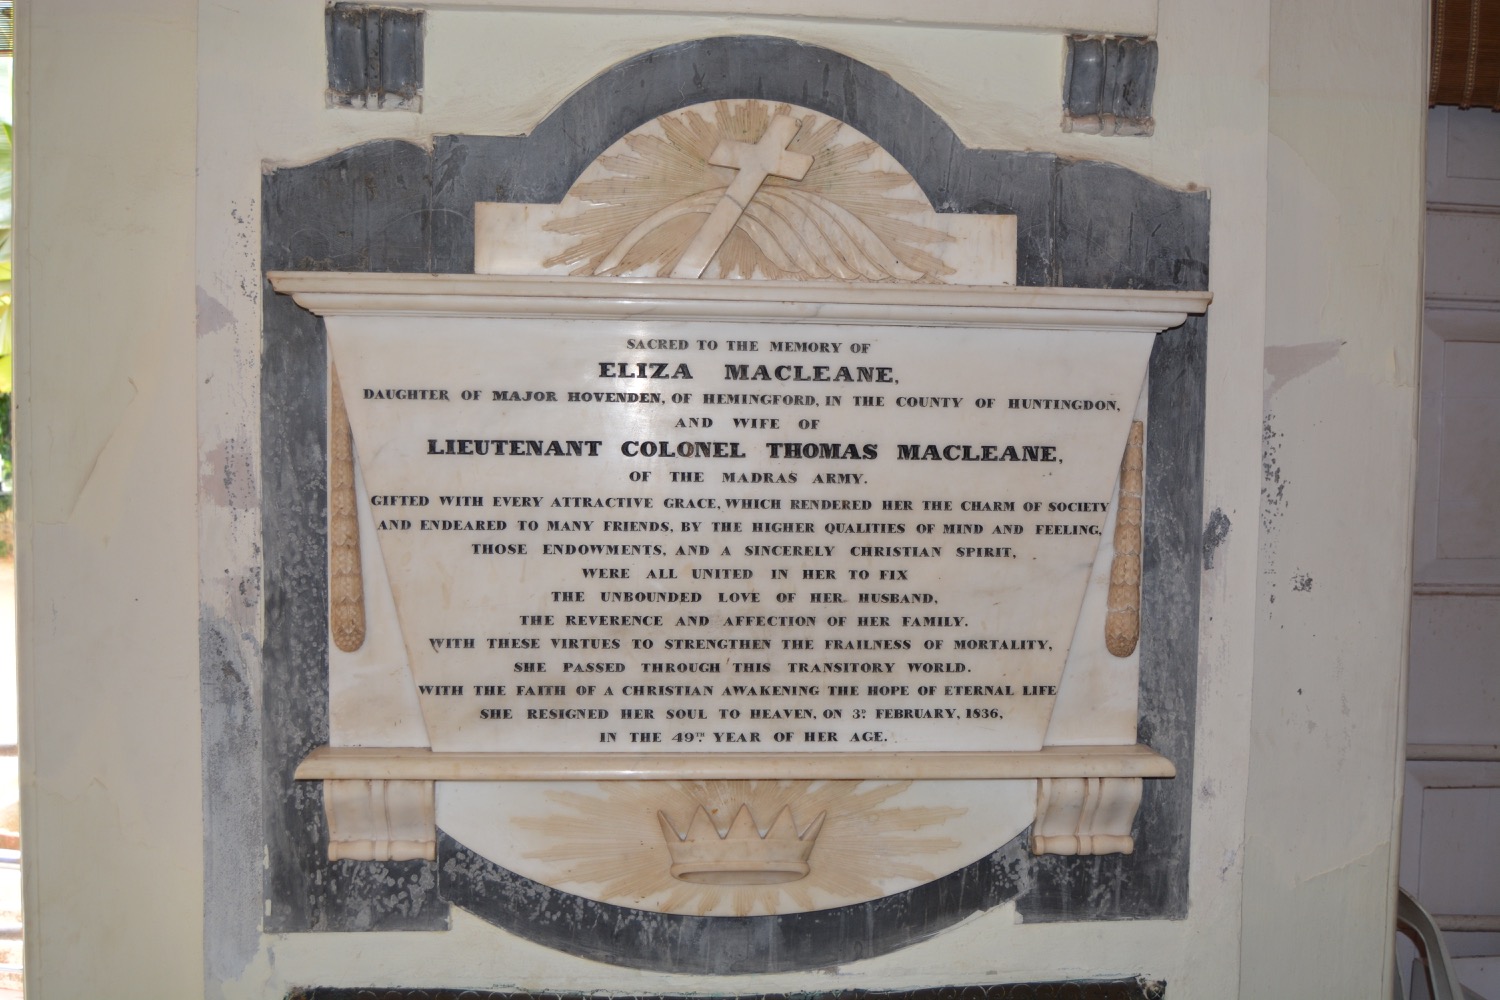 SACRED TO THE MEMORY OF
ELIZA MACLEANE,
DAUGHTER OF MAJOR HOVENDEN, OF HEMINGFORD, IN THE COUNTY OF HUNTINGDON,
AND WIFE OF
LIEUTENANT COLONEL THOMAS MACLEANE,
OF THE MADRAS ARMY.
GIFTED WITH EVERY ATTRACTIVE GRACE, WHICH RENDERED HER THE CHARM OF SOCIETY
AND ENDEARED TO MANY FRIENDS, BY THE HIGHER QUALITIES OF MIND AND FEELING,
THOSE ENDOWMENTS, AND A SINCERELY CHRISTIAN SPIRIT,
WERE ALL UNITED IN HER TO FIX
THE UNBOUNDED LOVE OF HER HUSBAND,
THE REVERENCE AND AFFECTION OF HER FAMILY.
WITH THESE VIRTUES TO STRENGTHEN THE FRAILNESS OF MORTALITY,
SHE PASSED THROUGH THIS TRANSITORY WORLD.
WITH THE FAITH OF A CHRISTIAN AWAKENING THE HOPE OF ETERNAL LIFE
SHE RESIGNED HER SOUL TO HEAVEN, ON 3D. FEBRUARY, 1836,
IN THE 49TH. YEAR OF HER AGE.